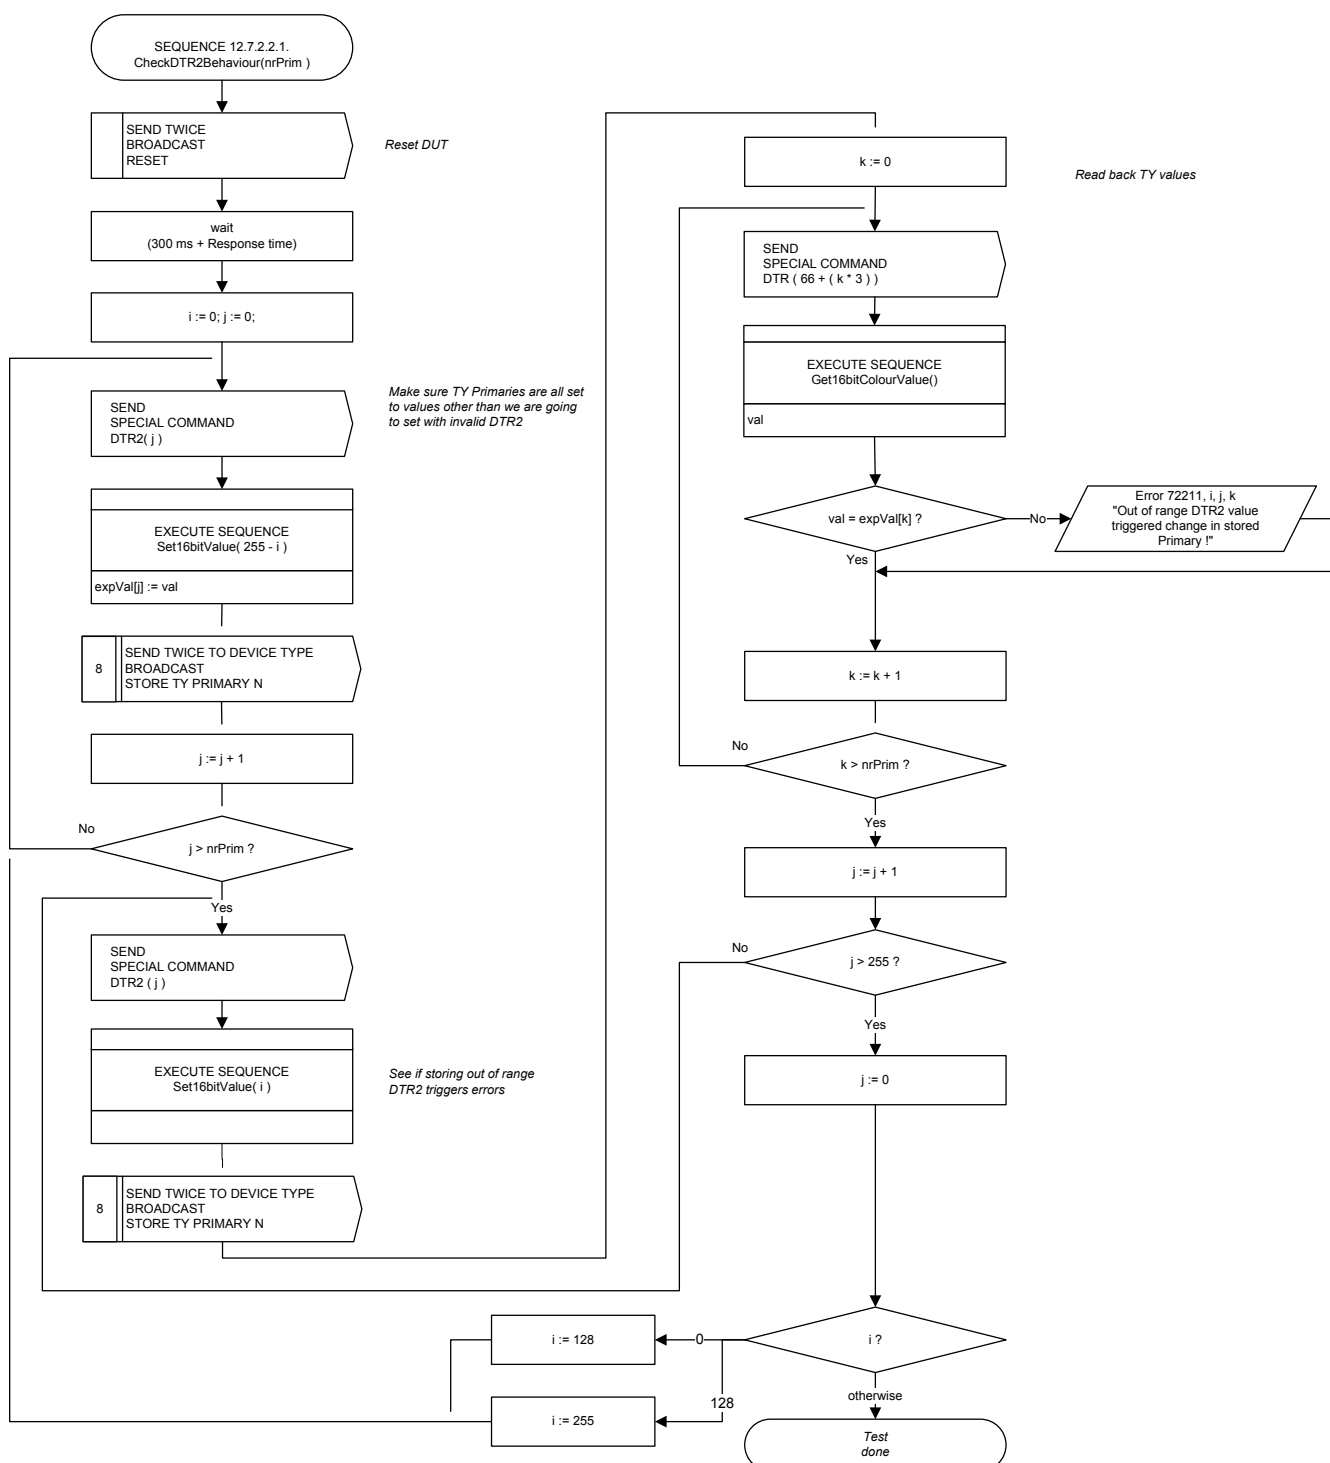 SEQUENCE 12.7.2.2.1.
CheckDTR2Behaviour(nrPrim )
SEND TWICE
BROADCAST
RESET
Reset DUT
wait
(300 ms + Response time)
i := 0; j := 0;
SEND
SPECIAL COMMAND
DTR2( j )
Make sure TY Primaries are all set
to values other than we are going
to set with invalid DTR2
EXECUTE SEQUENCE
Set16bitValue( 255 - i )
expVal[j] := val
8
SEND TWICE TO DEVICE TYPE
BROADCAST
STORE TY PRIMARY N
j := j + 1
No
j > nrPrim ?
Yes
SEND
SPECIAL COMMAND
DTR2 ( j )
EXECUTE SEQUENCE
Set16bitValue( i )
See if storing out of range
DTR2 triggers errors
8
SEND TWICE TO DEVICE TYPE
BROADCAST
STORE TY PRIMARY N
k := 0
Read back TY values
SEND
SPECIAL COMMAND
DTR ( 66 + ( k * 3 ) )
EXECUTE SEQUENCE
Get16bitColourValue()
val
val = expVal[k] ?
No
Error 72211, i, j, k
"Out of range DTR2 value
triggered change in stored
Primary !"
Yes
k := k + 1
No
k > nrPrim ?
Yes
j := j + 1
No
j > 255 ?
Yes
j := 0
i ?
0
i := 128
128
i := 255
otherwise
Test
done